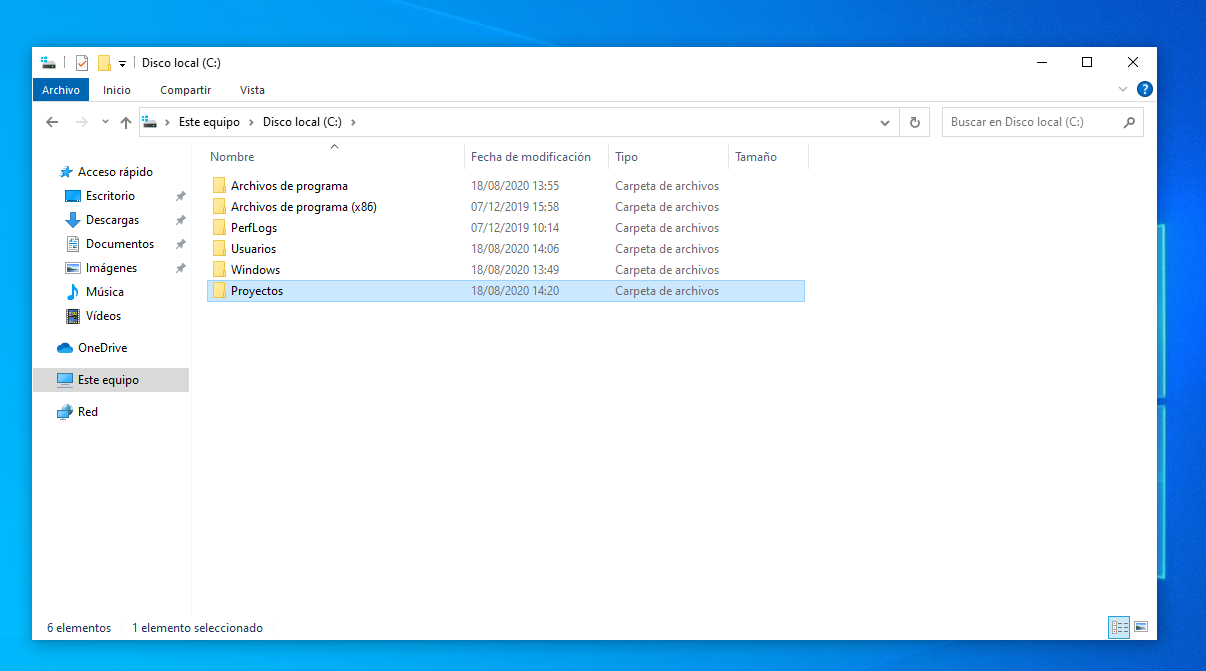 Disco local (C:)
Archivo Inicio Compartir Vista ?
Este equipo Disco local (C:) Buscar en Disco local (C:)
Nombre Fecha de modificación Tipo Tamaño
Acceso rápido
Escritorio
Descargas
Documentos
Imágenes
Música
Vídeos
OneDrive
Este equipo
Red
Archivos de programa 18/08/2020 13:55 Carpeta de archivos
Archivos de programa (x86) 07/12/2019 15:58 Carpeta de archivos
PerfLogs 07/12/2019 10:14 Carpeta de archivos
Usuarios 18/08/2020 14:06 Carpeta de archivos
Windows 18/08/2020 13:49 Carpeta de archivos
Proyectos 18/08/2020 14:20 Carpeta de archivos
6 elementos 1 elemento seleccionado